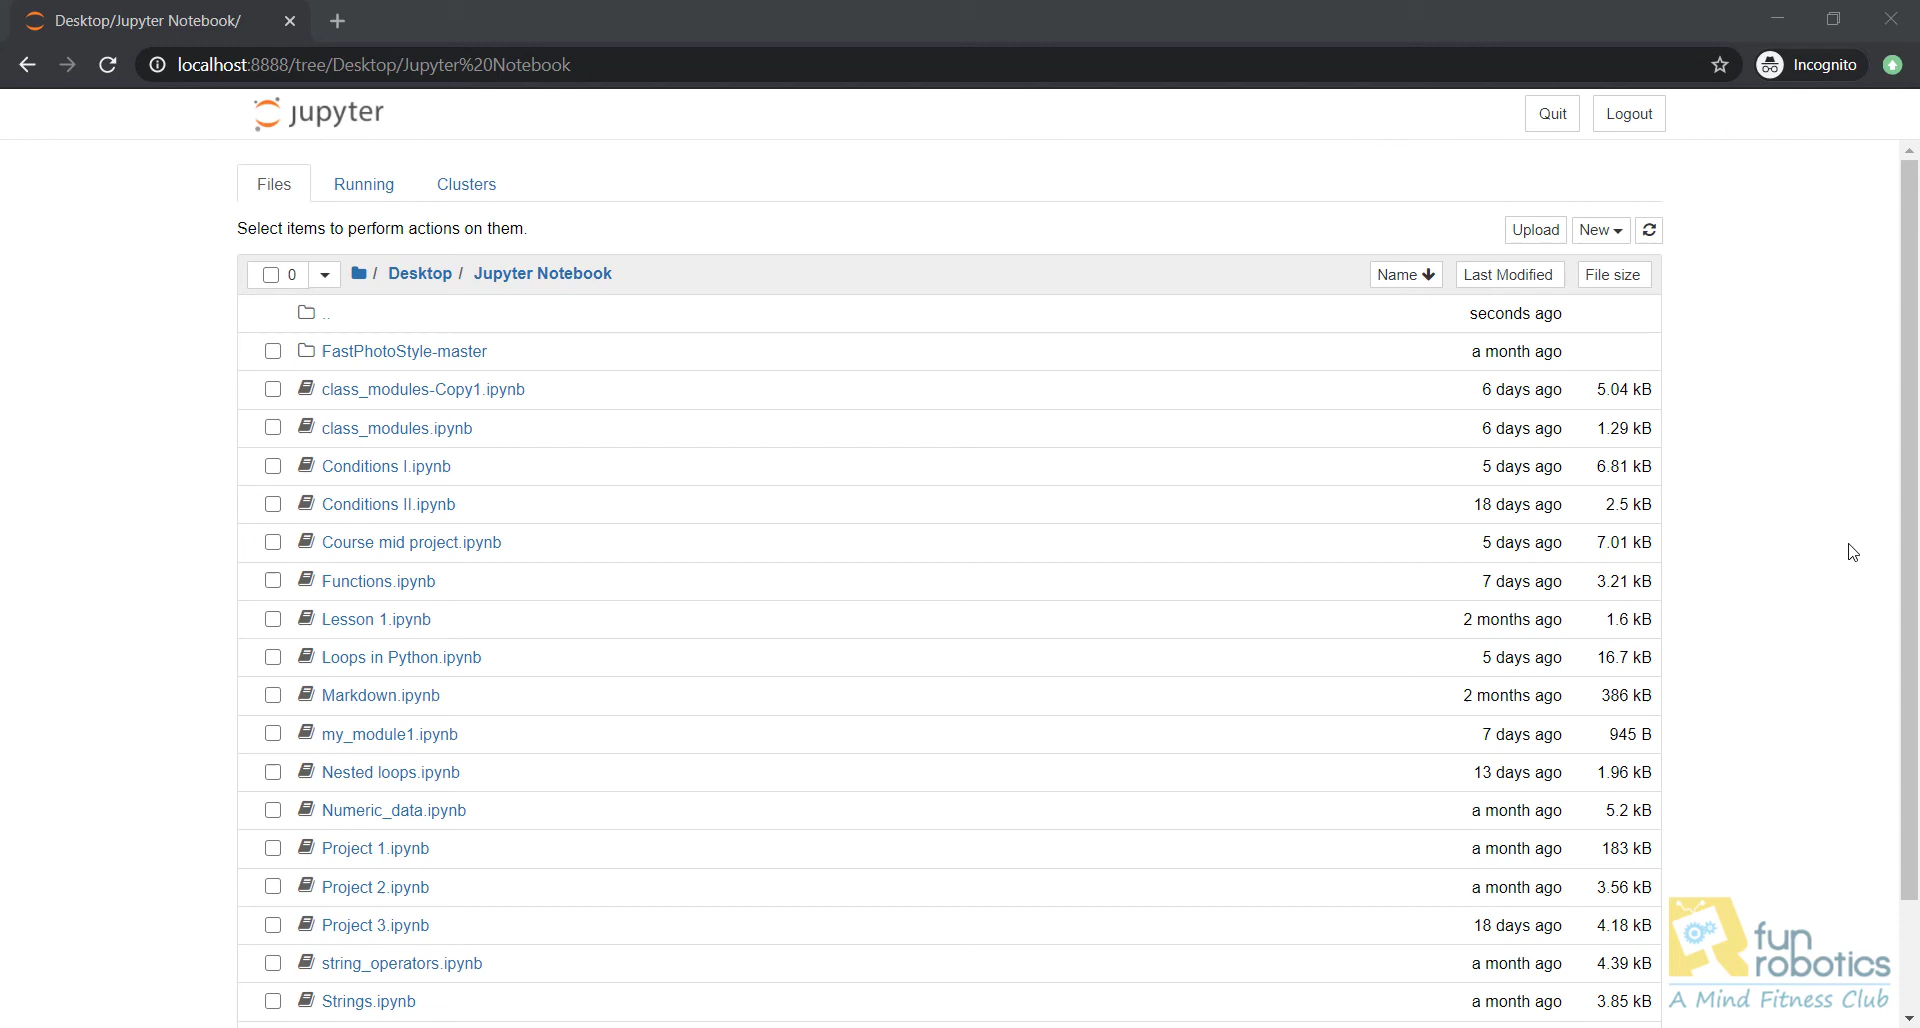 Desktop/Jupyter Notebook/
localhost:8888/tree/Desktop/Jupyter%20Notebook
Incognito
jupyter
Quit Logout
Files Running Clusters
Select items to perform actions on them.
Upload New
0 / Desktop / Jupyter Notebook Name Last Modified File size
.. seconds ago
FastPhotoStyle-master a month ago
class_modules-Copy1.ipynb 6 days ago 5.04 kB
class_modules.ipynb 6 days ago 1.29 kB
Conditions I.ipynb 5 days ago 6.81 kB
Conditions II.ipynb 18 days ago 2.5 kB
Course mid project.ipynb 5 days ago 7.01 kB
Functions.ipynb 7 days ago 3.21 kB
Lesson 1.ipynb 2 months ago 1.6 kB
Loops in Python.ipynb 5 days ago 16.7 kB
Markdown.ipynb 2 months ago 386 kB
my_module1.ipynb 7 days ago 945 B
Nested loops.ipynb 13 days ago 1.96 kB
Numeric_data.ipynb a month ago 5.2 kB
Project 1.ipynb a month ago 183 kB
Project 2.ipynb a month ago 3.56 kB
Project 3.ipynb 18 days ago 4.18 kB
string_operators.ipynb a month ago 4.39 kB
Strings.ipynb a month ago 3.85 kB
fun
robotics
A Mind Fitness Club